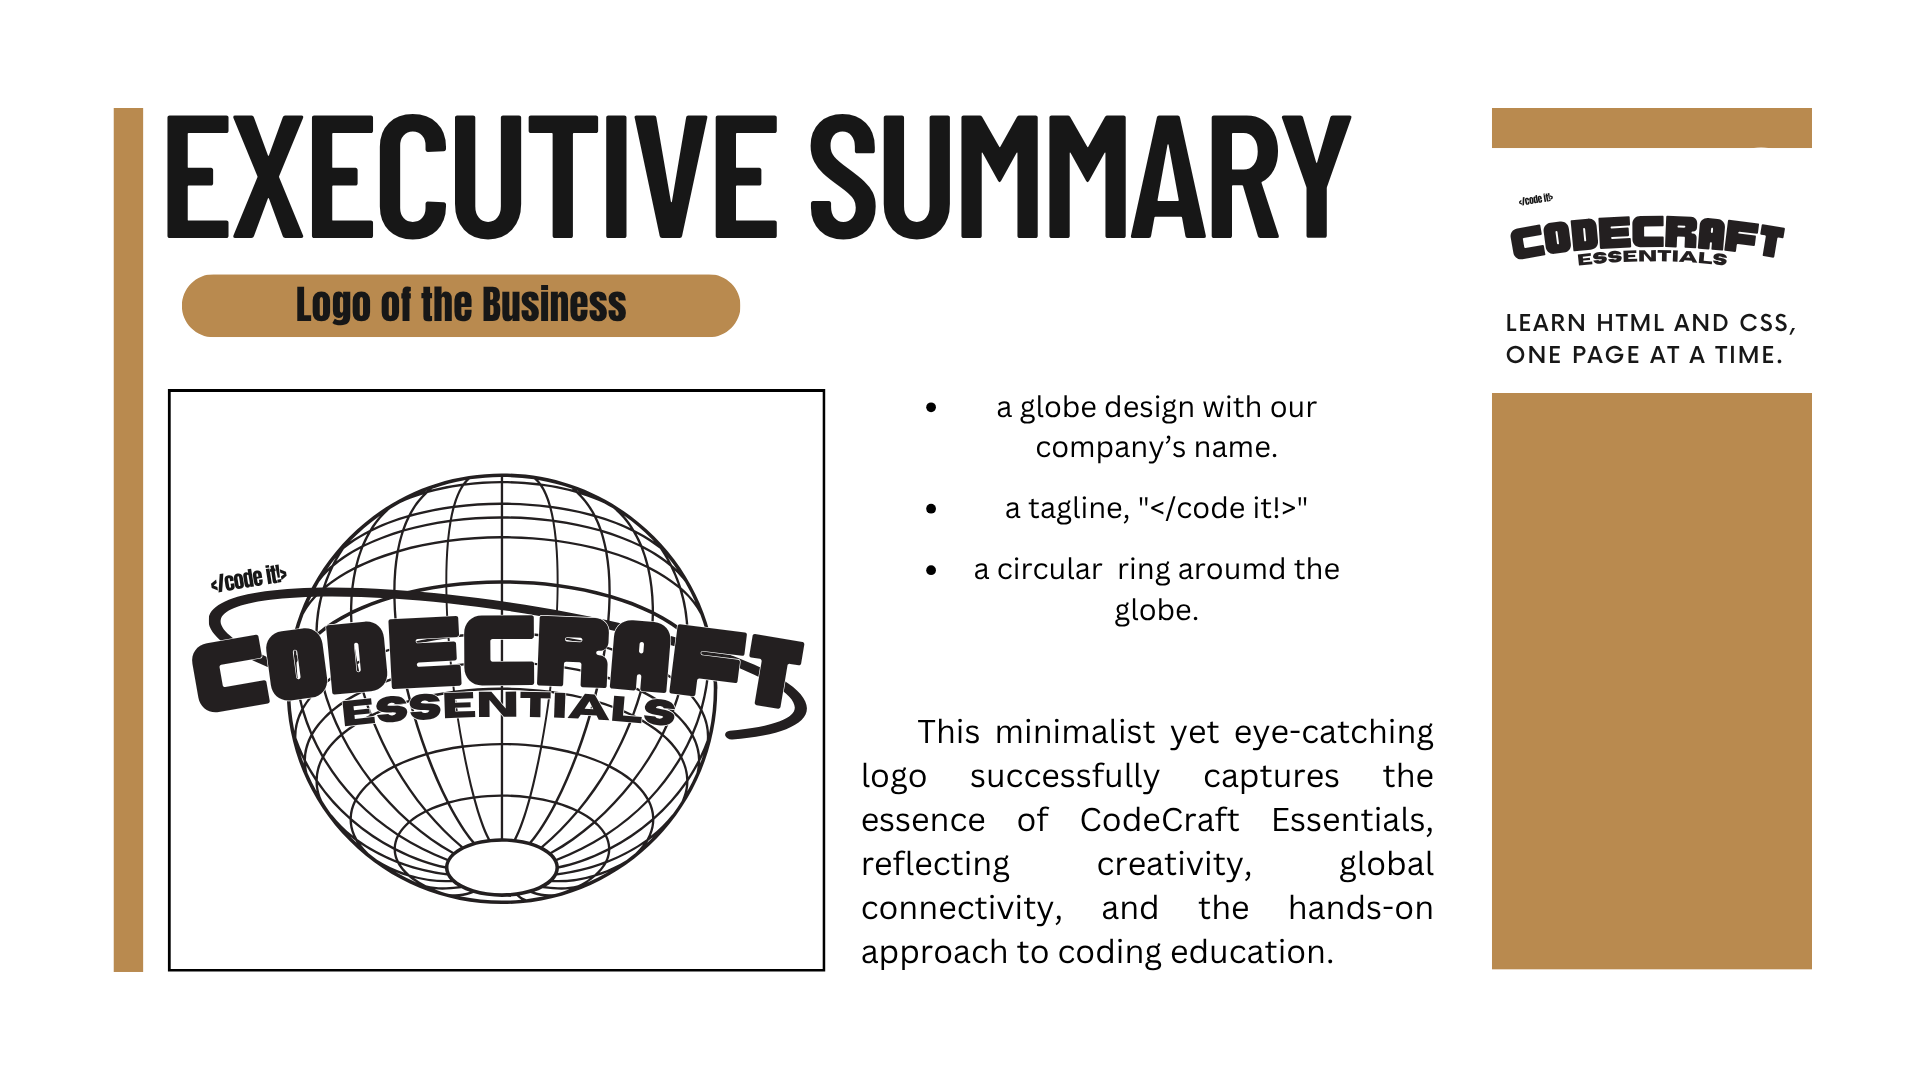 EXECUTIVE SUMMARY
Logo of the Business
</code it!>
CODECRAFT
ESSENTIALS
• a globe design with our
company’s name.
• a tagline, "</code it!>"
• a circular  ring aroumd the
globe.
This minimalist yet eye-catching
logo successfully captures the
essence of CodeCraft Essentials,
reflecting creativity, global
connectivity, and the hands-on
approach to coding education.
</code it!>
CODECRAFT
ESSENTIALS
LEARN HTML AND CSS,
ONE PAGE AT A TIME.